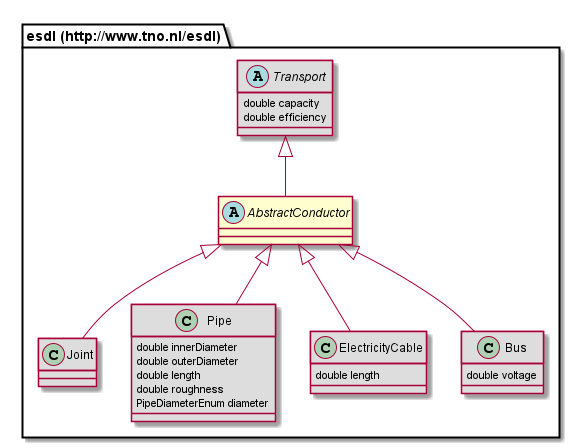 esdl (http://www.tno.nl/esdl)
A Transport
double capacity
double efficiency
A AbstractConductor
C Joint
C Pipe
double innerDiameter
double outerDiameter
double length
double roughness
PipeDiameterEnum diameter
C ElectricityCable
double length
C Bus
double voltage